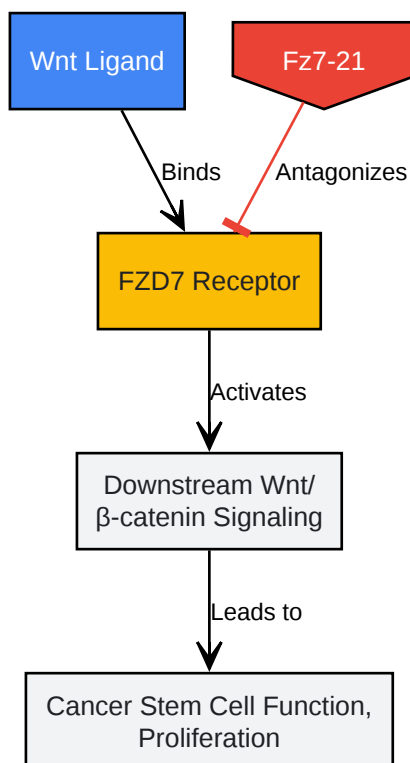 Wnt Ligand
Fz7-21
Binds
Antagonizes
FZD7 Receptor
Activates
Downstream Wnt/
β-catenin Signaling
Leads to
Cancer Stem Cell Function,
Proliferation